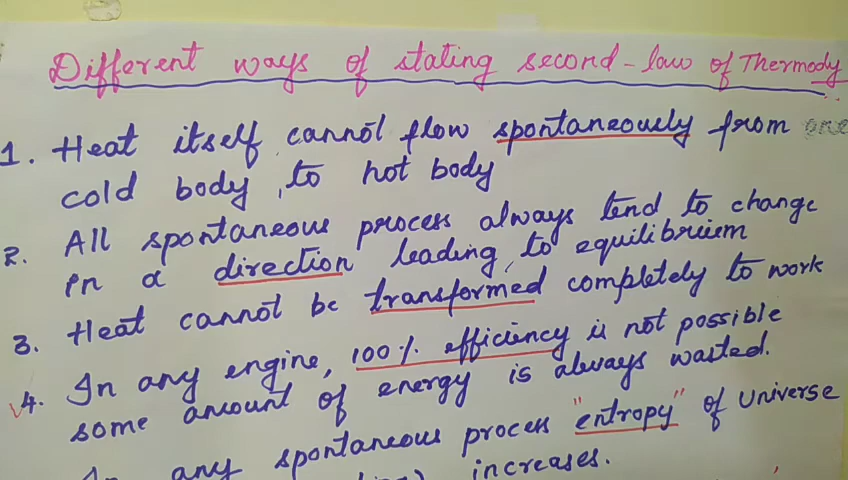 Different ways of stating second-law of Thermody
1. Heat itself cannot flow spontaneously from one
cold body, to hot body
2. All spontaneous process always tend to change
in a direction leading, to equilibrium
3. Heat cannot be transformed completely to work
4. In any engine, 100% efficiency is not possible
some amount of energy is always wasted.
any spontaneous process "entropy" of universe
increases.